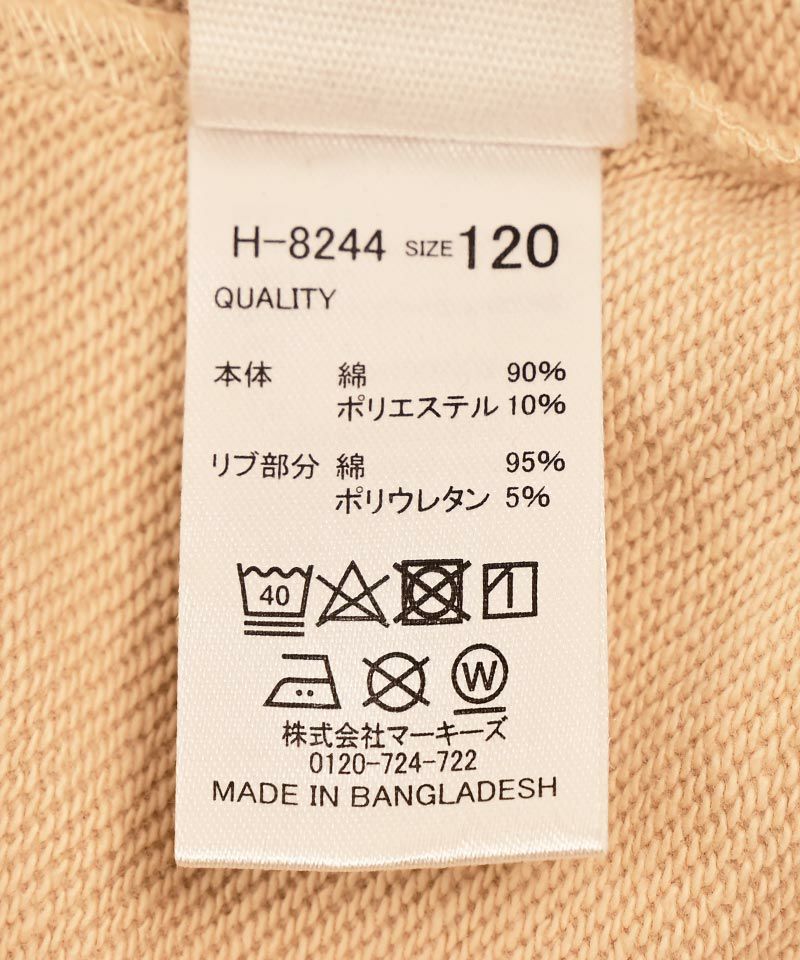 H-8244 SIZE 120
QUALITY
本体 綿 90%
ポリエステル 10%
リブ部分 綿 95%
ポリウレタン 5%
40
W
株式会社マーキーズ
0120-724-722
MADE IN BANGLADESH